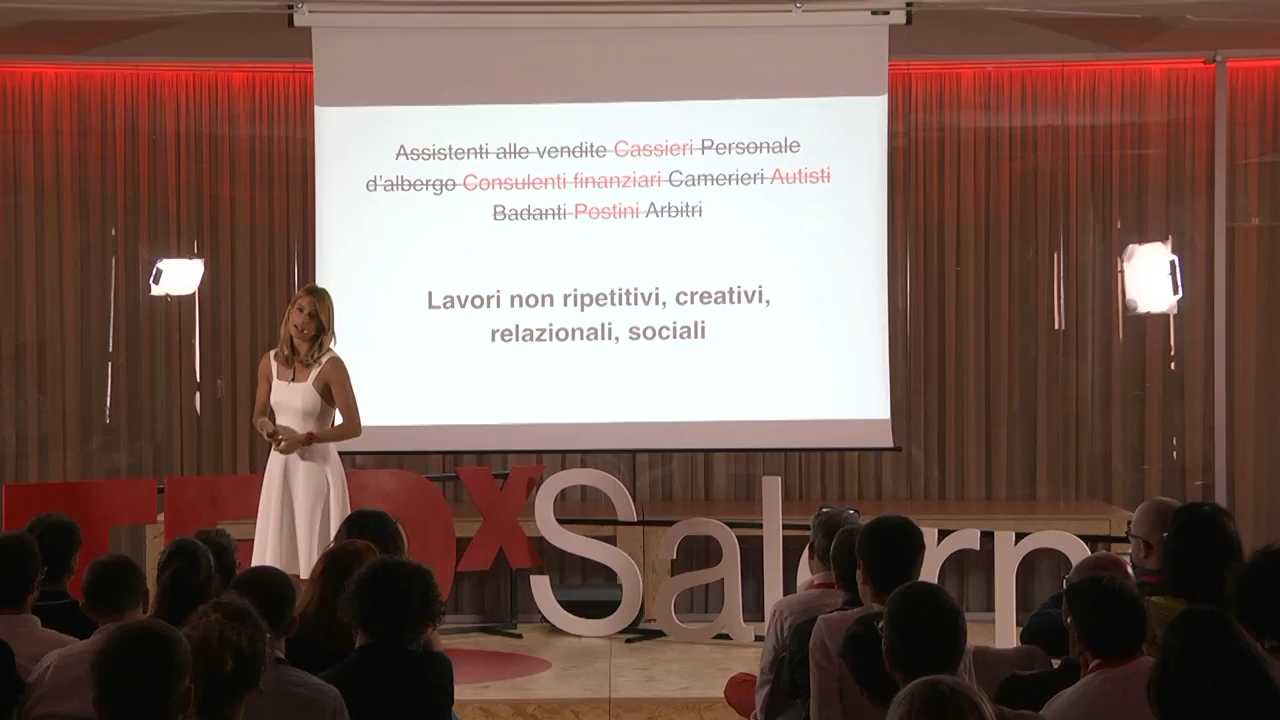 Assistenti alle vendite Cassieri Personale
d'albergo Consulenti finanziari Camerieri Autisti
Badanti Postini Arbitri
Lavori non ripetitivi, creativi,
relazionali, sociali
TEDxSalern